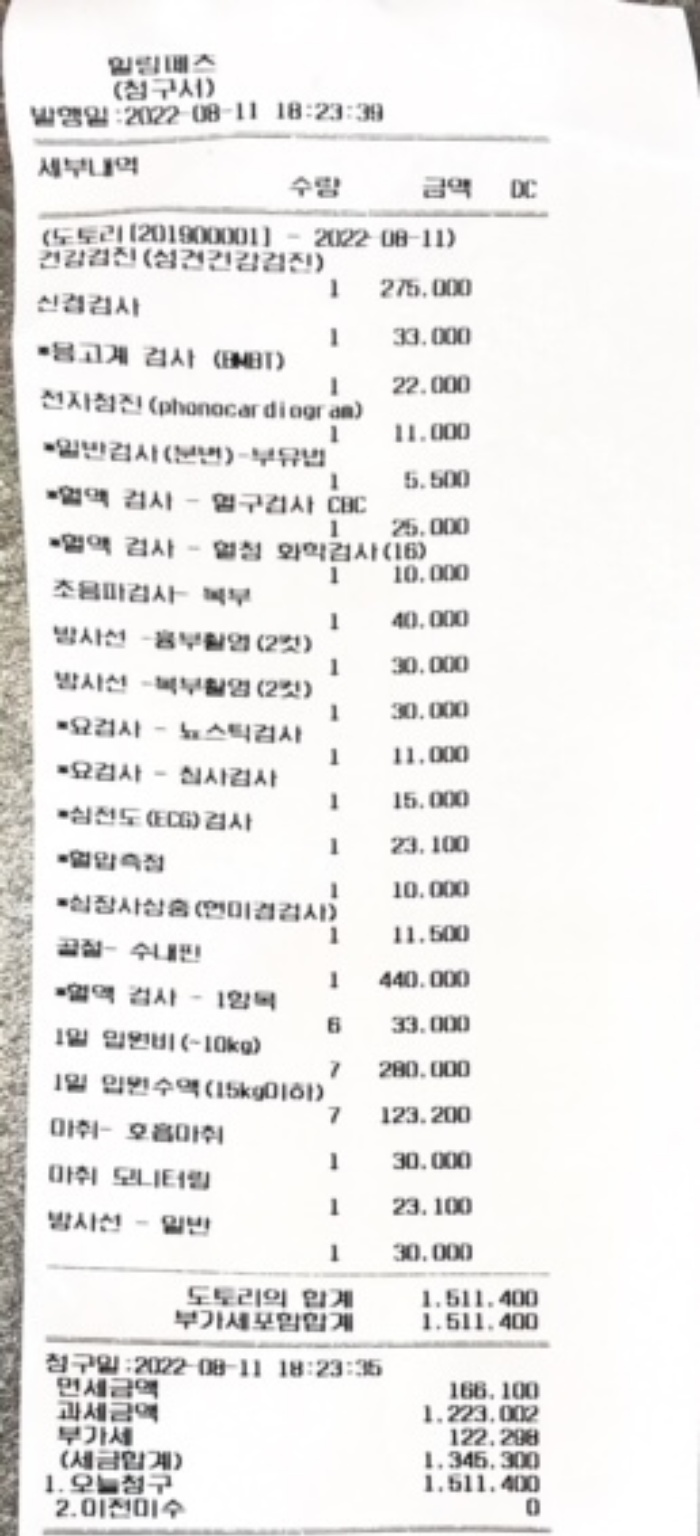 힐링페츠
(청구서)
발행일:2022-08-11 18:23:39
세부내역
수량 금액 DC
(도토리[201900001] - 2022-08-11)
건강검진(성견건강검진)
1 275.000
신경검사
1 33.000
*응고계 검사 (BMBT)
1 22.000
전자청진(phonocardiogram)
1 11.000
*일반검사(분변)-부유법
1 5.500
*혈액 검사 - 혈구검사 CBC
1 25.000
*혈액 검사 - 혈청 화학검사(16)
1 10.000
초음파검사- 복부
1 40.000
방사선 -흉부촬영(2컷)
1 30.000
방사선 -복부촬영(2컷)
1 30.000
*요검사 - 뇨스틱검사
1 11.000
*요검사 - 침사검사
1 15.000
*심전도(ECG)검사
1 23.100
*혈압측정
1 10.000
*심장사상충(현미경검사)
1 11.500
골절- 수내핀
1 440.000
*혈액 검사 - 1항목
6 33.000
1일 입원비(~10kg)
7 280.000
1일 입원수액(15kg이하)
7 123.200
마취- 호흡마취
1 30.000
마취 모니터링
1 23.100
방사선 - 일반
1 30.000
도토리의 합계 1.511.400
부가세포함합계 1.511.400
청구일:2022-08-11 18:23:35
면세금액 166.100
과세금액 1.223.002
부가세 122.298
(세금합계) 1.345.300
1.오늘청구 1.511.400
2.이전미수 0